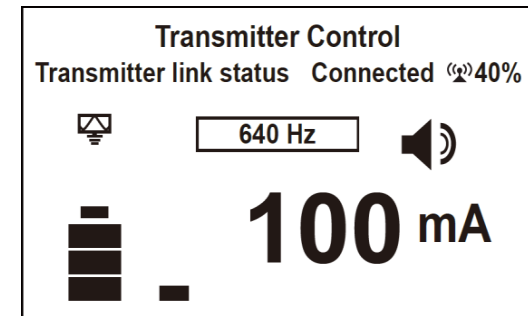 Transmitter Control
Transmitter link status Connected 40%
640 Hz
100 mA